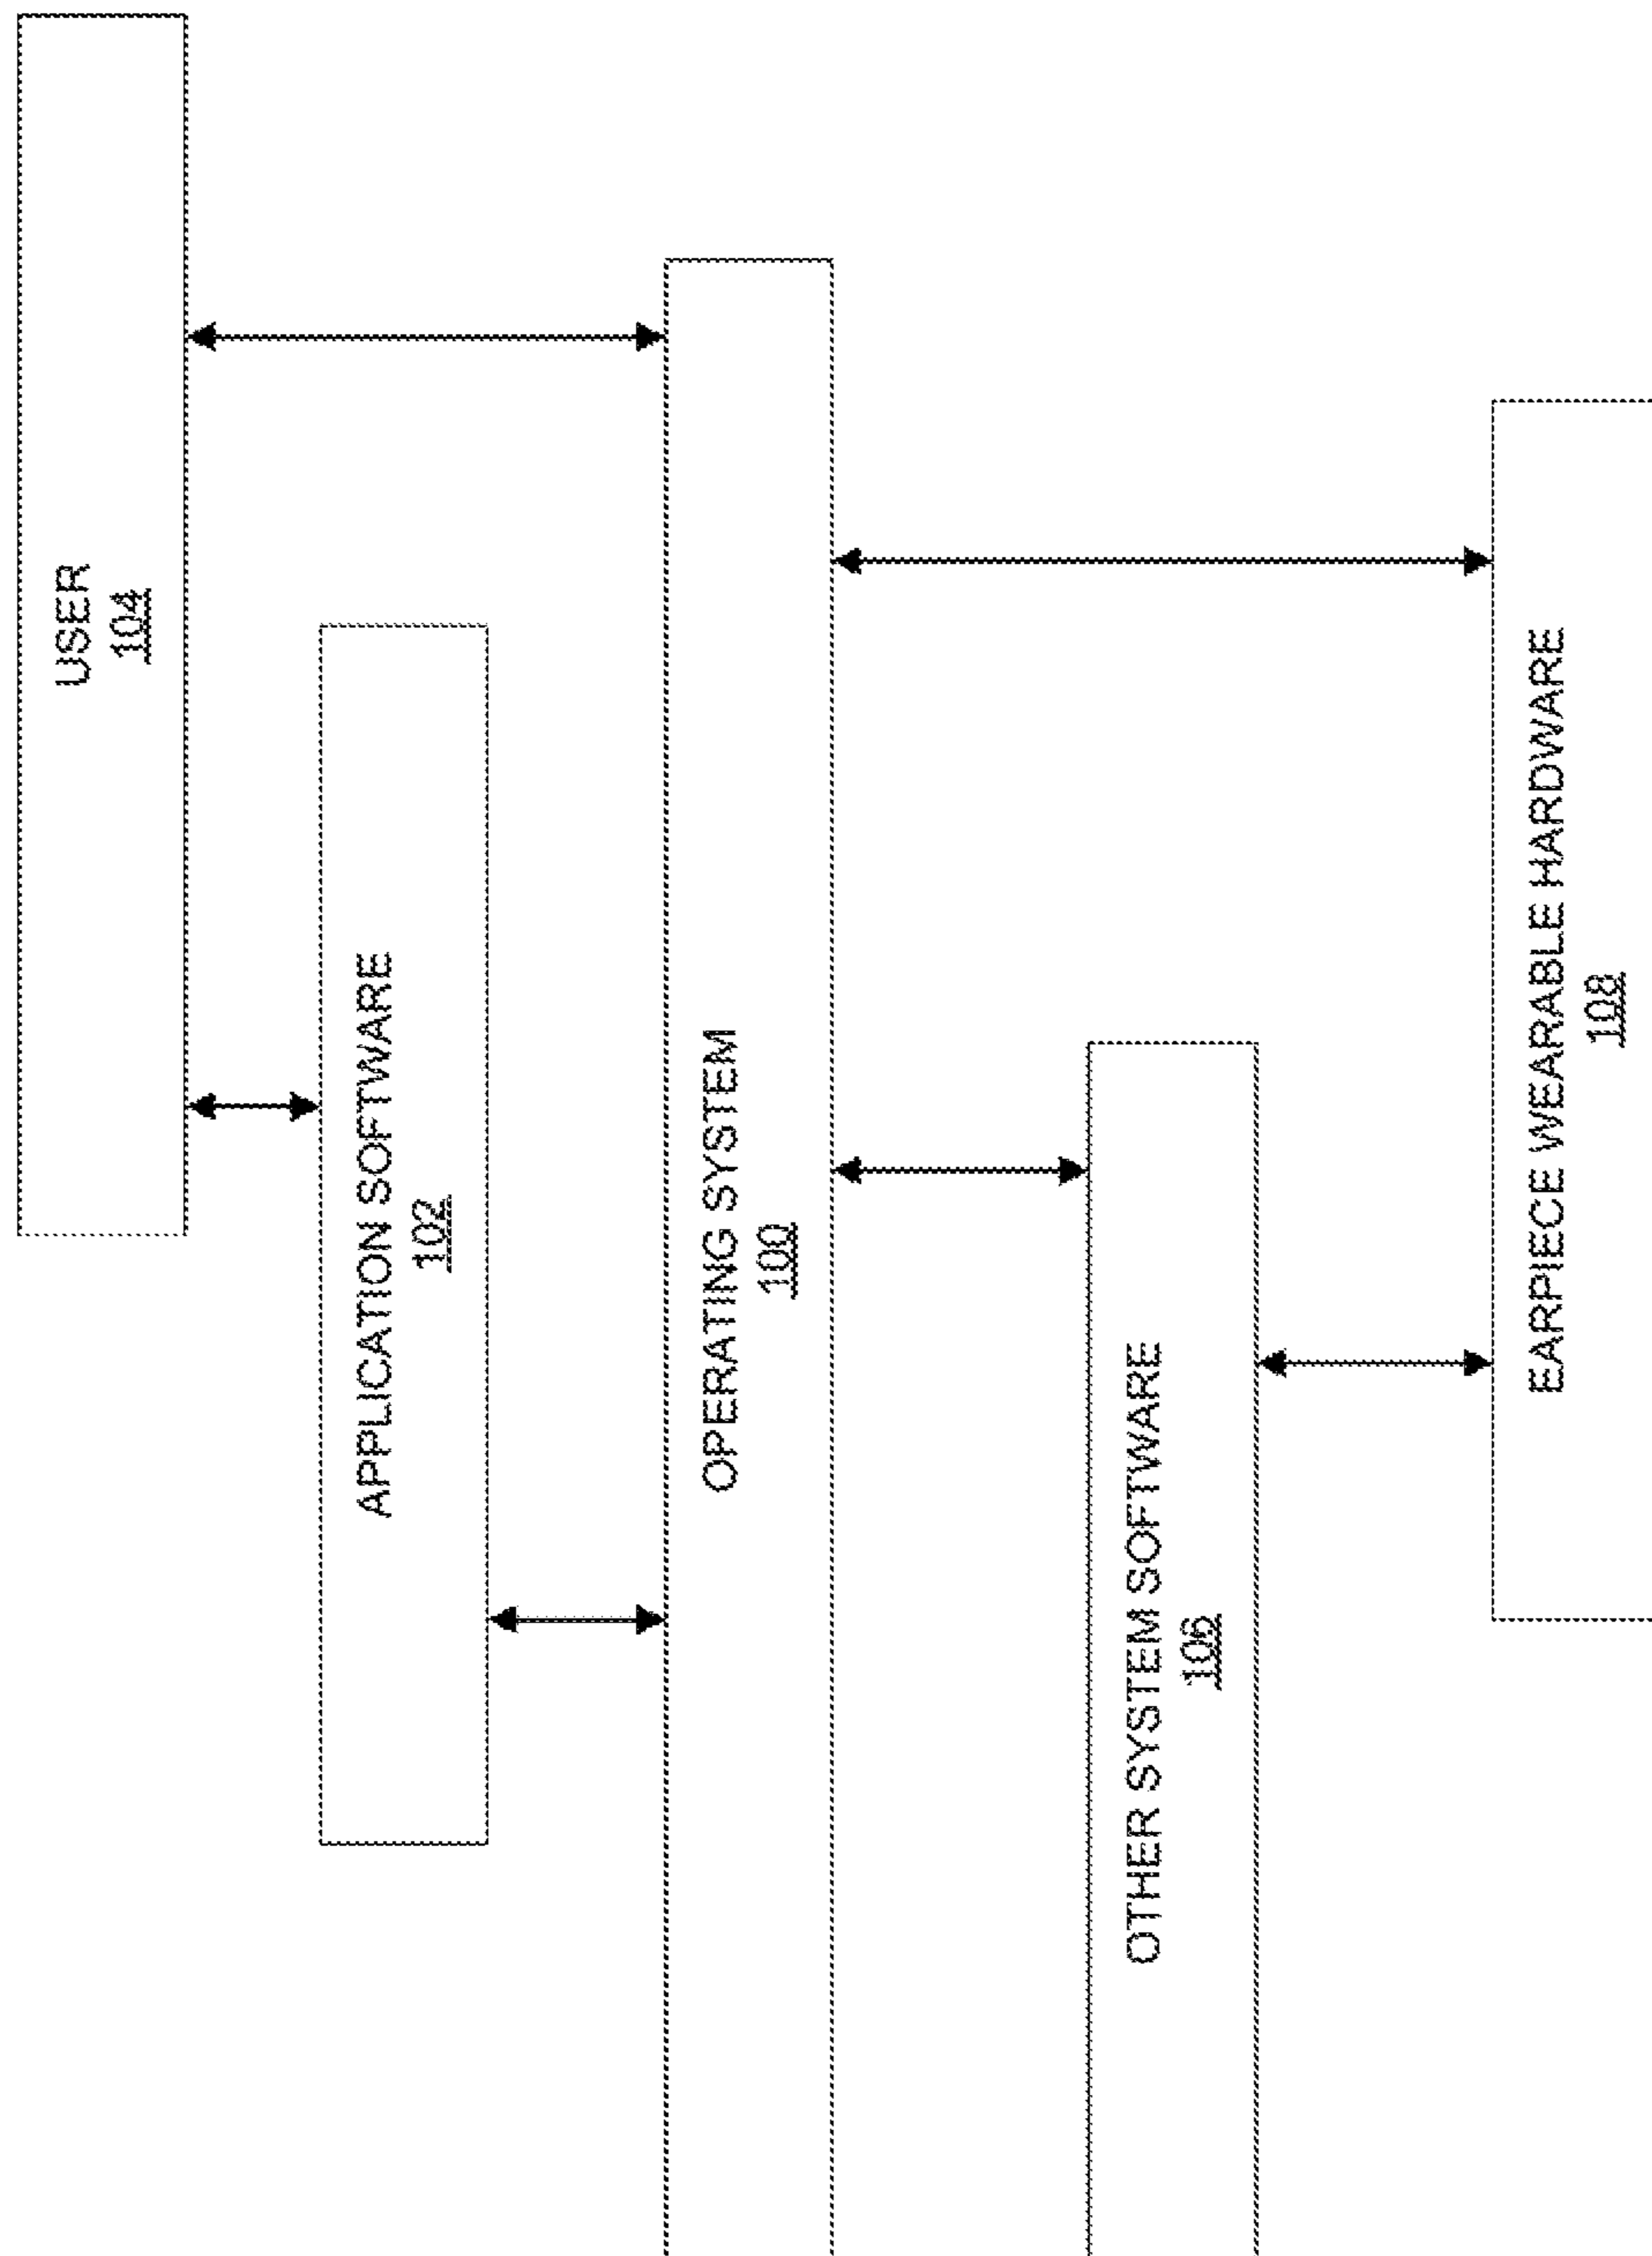 USER
104
APPLICATION SOFTWARE
102
OPERATING SYSTEM
100
OTHER SYSTEM SOFTWARE
106
EARPIECE WEARABLE HARDWARE
108